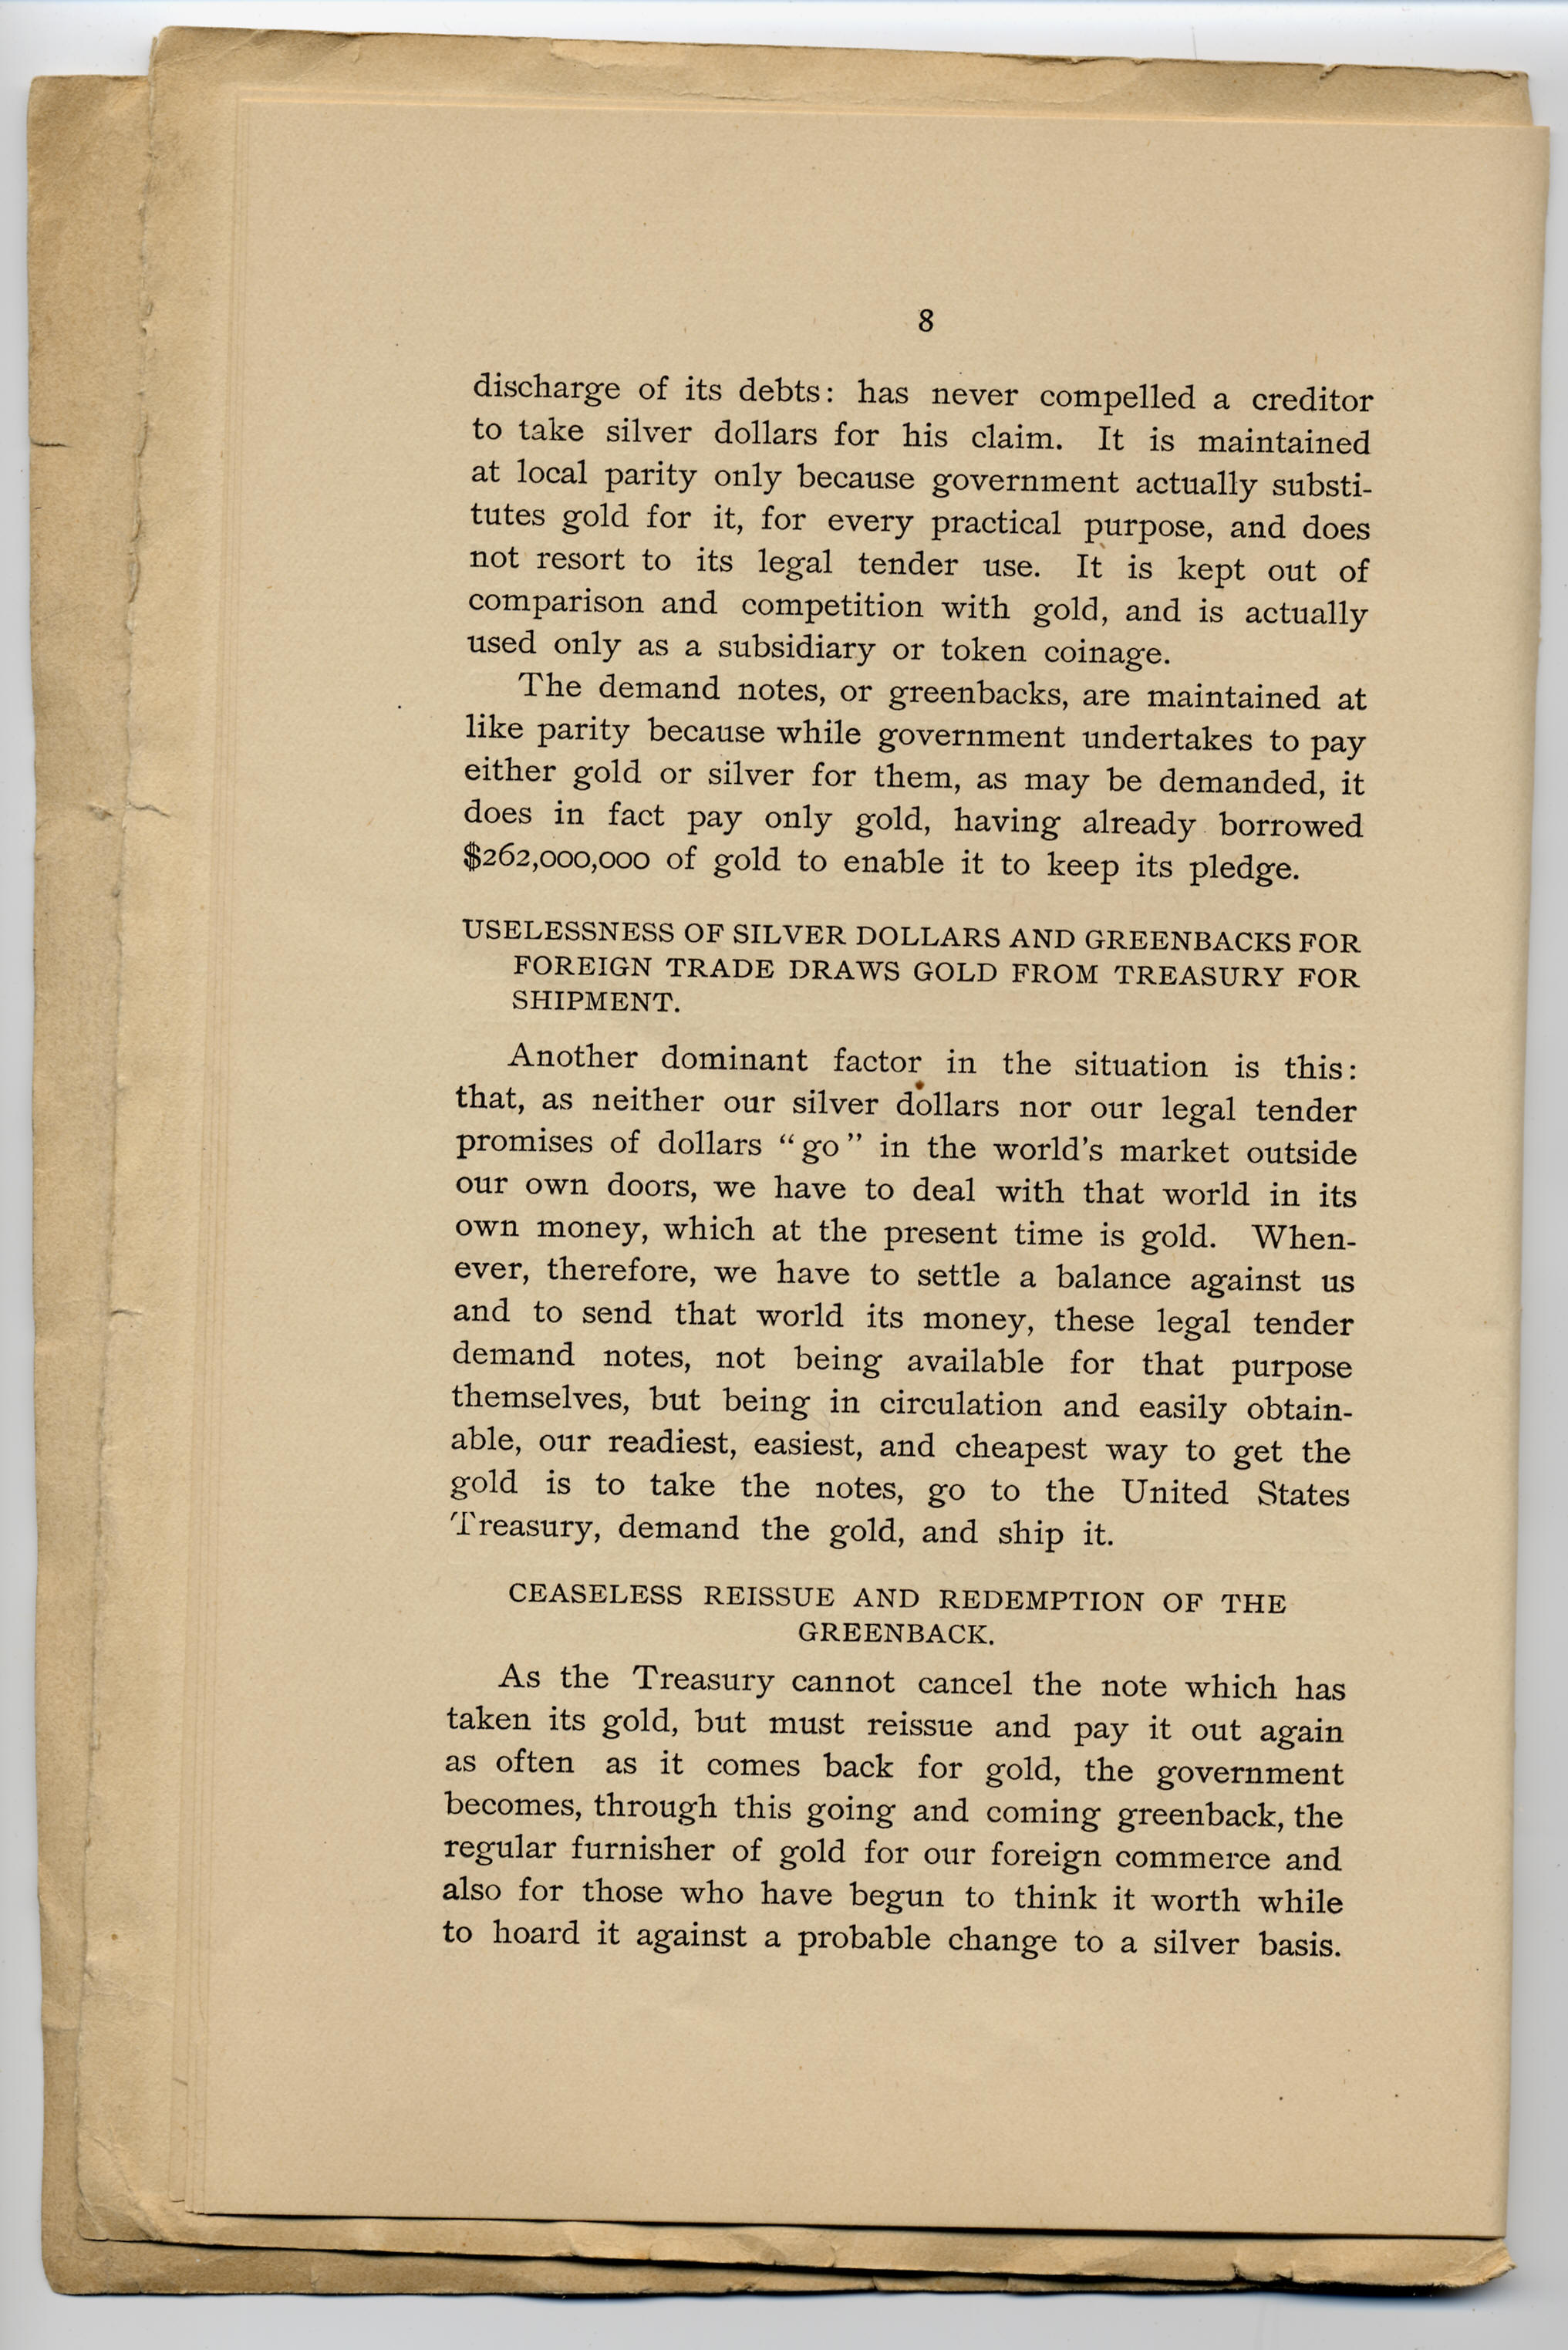 8
discharge of its debts: has never compelled a creditor
to take silver dollars for his claim. It is maintained
at local parity only because government actually substi-
tutes gold for it, for every practical purpose, and does
not resort to its legal tender use. It is kept out of
comparison and competition with gold, and is actually
used only as a subsidiary or token coinage.
The demand notes, or greenbacks, are maintained at
like parity because while government undertakes to pay
either gold or silver for them, as may be demanded, it
does in fact pay only gold, having already borrowed
$262,000,000 of gold to enable it to keep its pledge.
USELESSNESS OF SILVER DOLLARS AND GREENBACKS FOR
FOREIGN TRADE DRAWS GOLD FROM TREASURY FOR
SHIPMENT.
Another dominant factor in the situation is this:
that, as neither our silver dollars nor our legal tender
promises of dollars “go” in the world's market outside
our own doors, we have to deal with that world in its
own money, which at the present time is gold. When-
ever, therefore, we have to settle a balance against us
and to send that world its money, these legal tender
demand notes, not being available for that purpose
themselves, but being in circulation and easily obtain-
able, our readiest, easiest, and cheapest way to get the
gold is to take the notes, go to the United States
Treasury, demand the gold, and ship it.
CEASELESS REISSUE AND REDEMPTION OF THE
GREENBACK.
As the Treasury cannot cancel the note which has
taken its gold, but must reissue and pay it out again
as often as it comes back for gold, the government
becomes, through this going and coming greenback, the
regular furnisher of gold for our foreign commerce and
also for those who have begun to think it worth while
to hoard it against a probable change to a silver basis.